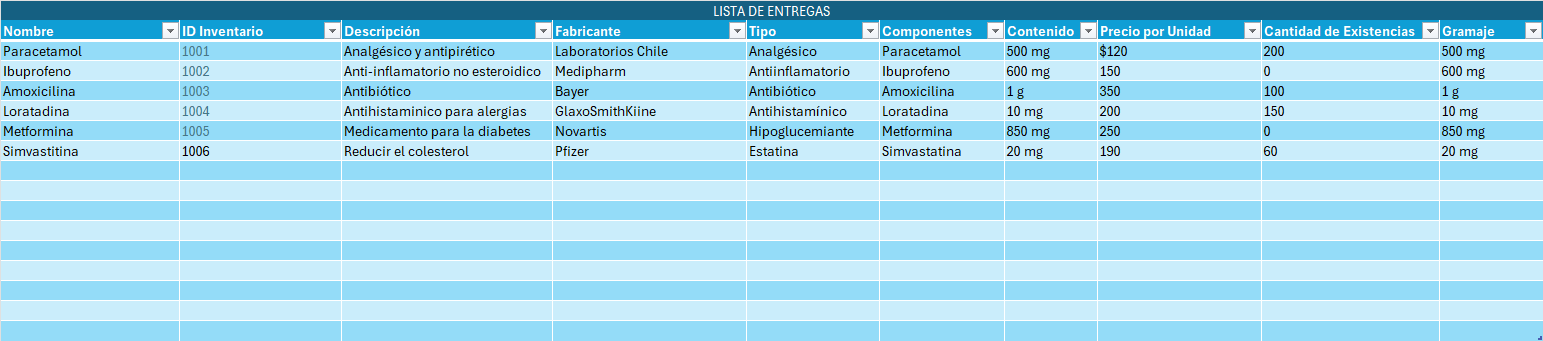 LISTA DE ENTREGAS
Nombre ID Inventario Descripción Fabricante Tipo Componentes Contenido Precio por Unidad Cantidad de Existencias Gramaje
Paracetamol 1001 Analgésico y antipirético Laboratorios Chile Analgésico Paracetamol 500 mg $120 200 500 mg
Ibuprofeno 1002 Anti-inflamatorio no esteroidico Medipharm Antiinflamatorio Ibuprofeno 600 mg 150 0 600 mg
Amoxicilina 1003 Antibiótico Bayer Antibiótico Amoxicilina 1 g 350 100 1 g
Loratadina 1004 Antihistaminico para alergias GlaxoSmithKiine Antihistamínico Loratadina 10 mg 200 150 10 mg
Metformina 1005 Medicamento para la diabetes Novartis Hipoglucemiante Metformina 850 mg 250 0 850 mg
Simvastitina 1006 Reducir el colesterol Pfizer Estatina Simvastatina 20 mg 190 60 20 mg